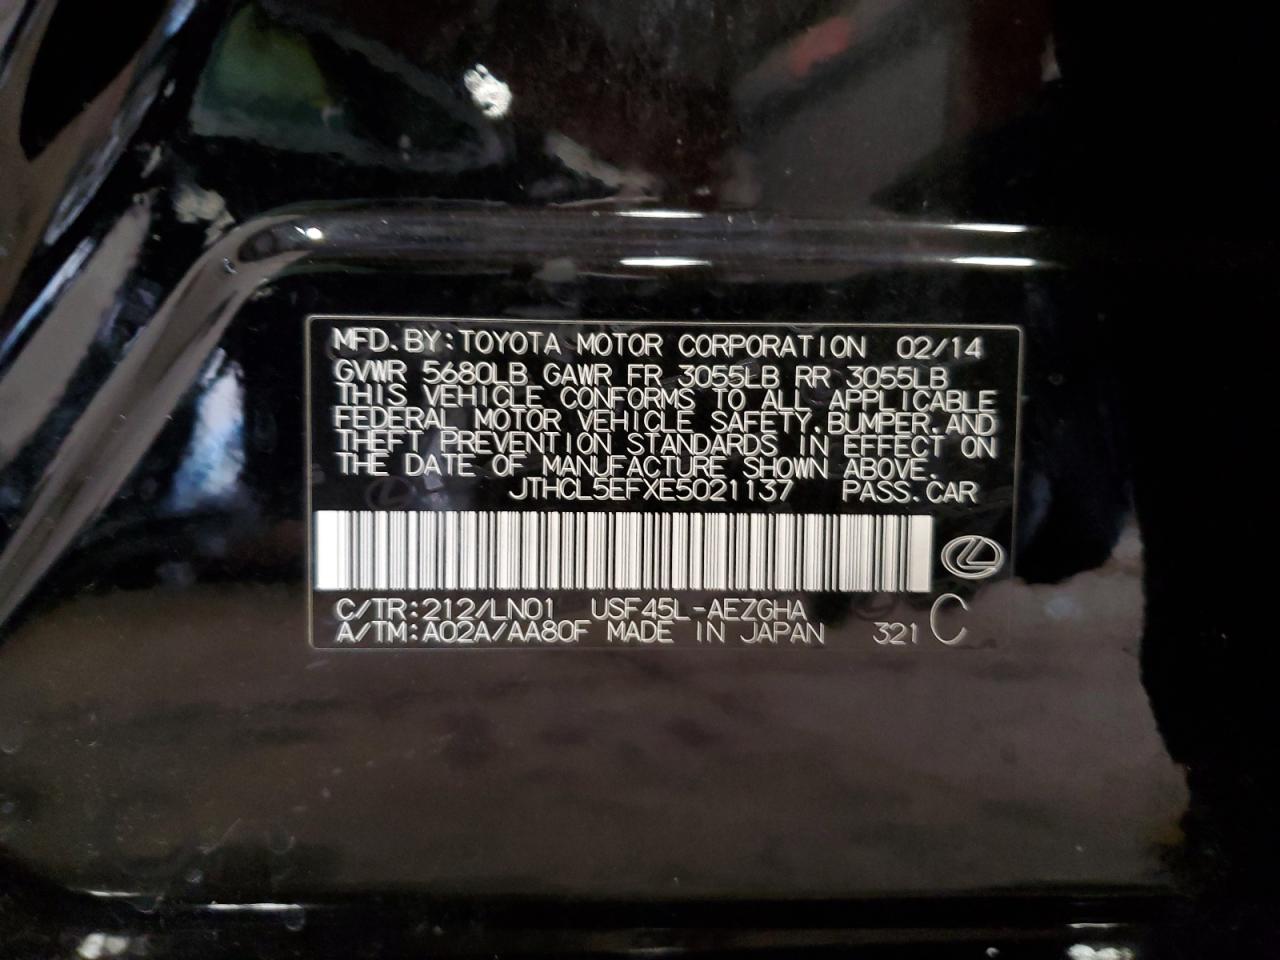 MFD.BY:TOYOTA MOTOR CORPORATION 02/14
GVWR 5680LB GAWR FR 3055LB RR 3055LB
THIS VEHICLE CONFORMS TO ALL APPLICABLE
FEDERAL MOTOR VEHICLE SAFETY,BUMPER,AND
THEFT PREVENTION STANDARDS IN EFFECT ON
THE DATE OF MANUFACTURE SHOWN ABOVE.
JTHCL5EFXE5021137 PASS.CAR
C/TR:212/LN01 USF45L-AEZGHA
A/TM:A02A/AA80F MADE IN JAPAN 321 C